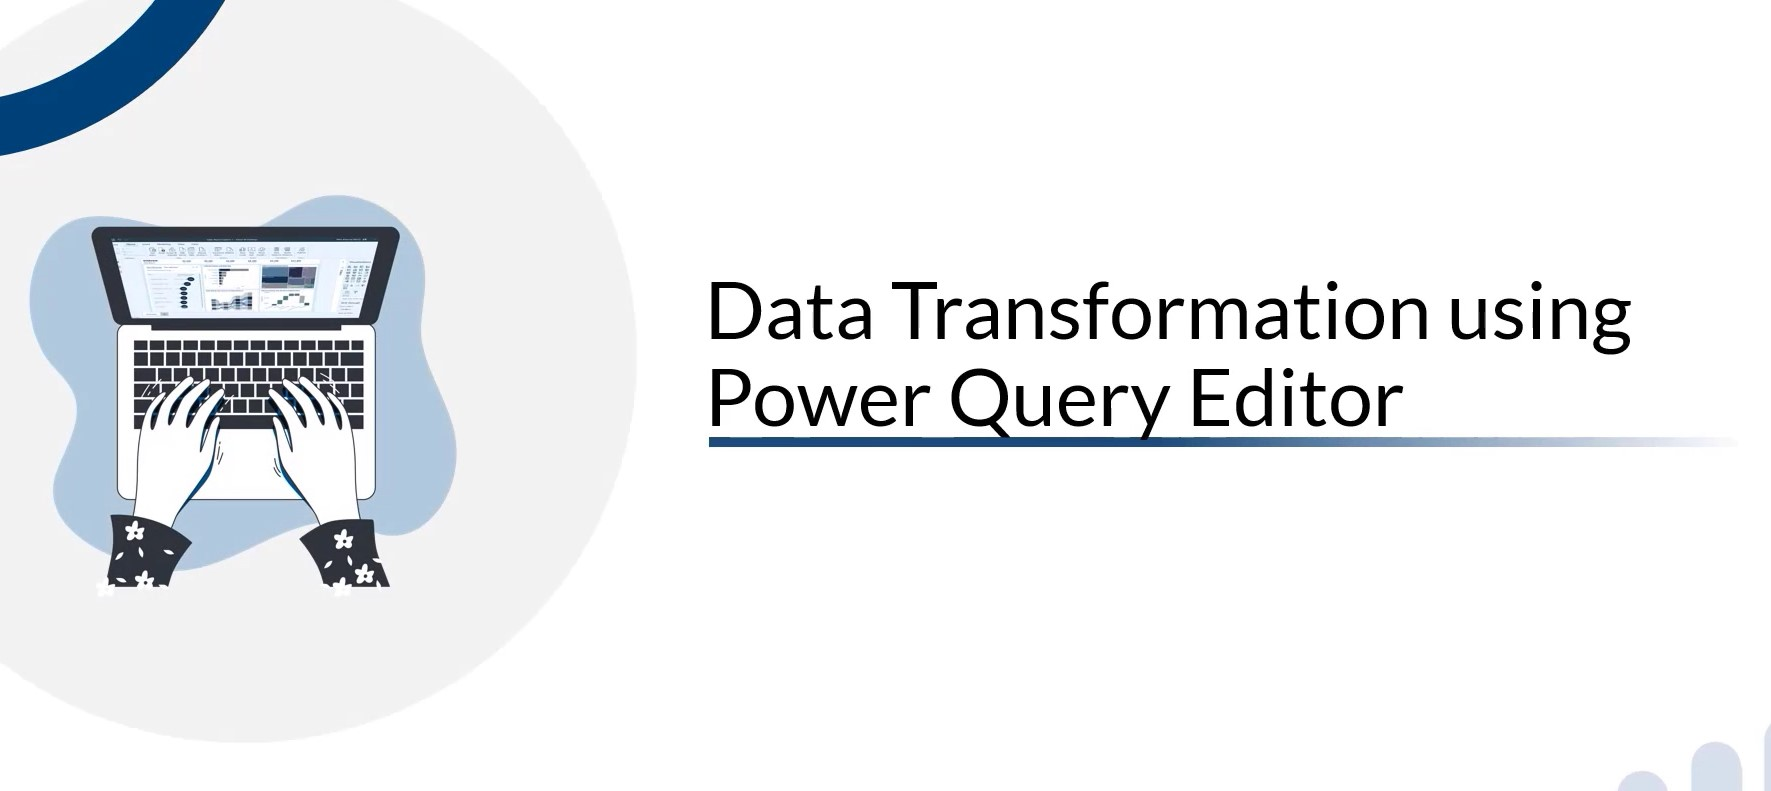 Data Transformation using
Power Query Editor